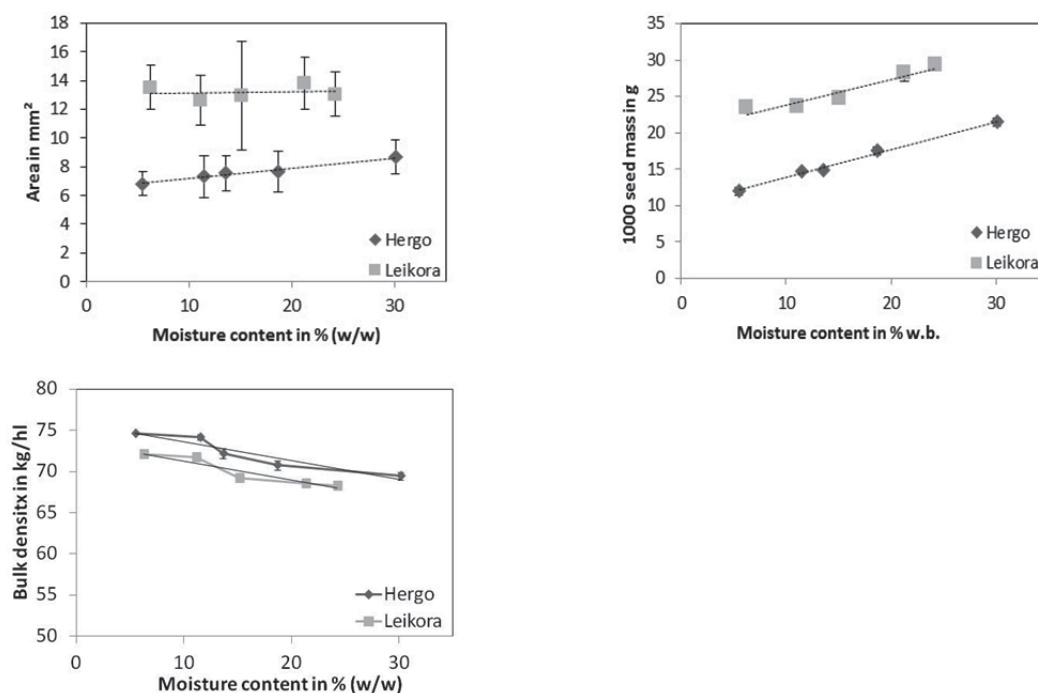 18
16
14
12
10
8
6
4
2
0
Area in mm²
Hergo
Leikora
0 10 20 30
Moisture content in % (w/w)
35
30
25
20
15
10
5
0
1000 seed mass in g
Hergo
Leikora
0 10 20 30
Moisture content in % w.b.
80
75
70
65
60
55
50
Bulk densitx in kg/hl
Hergo
Leikora
0 10 20 30
Moisture content in % (w/w)